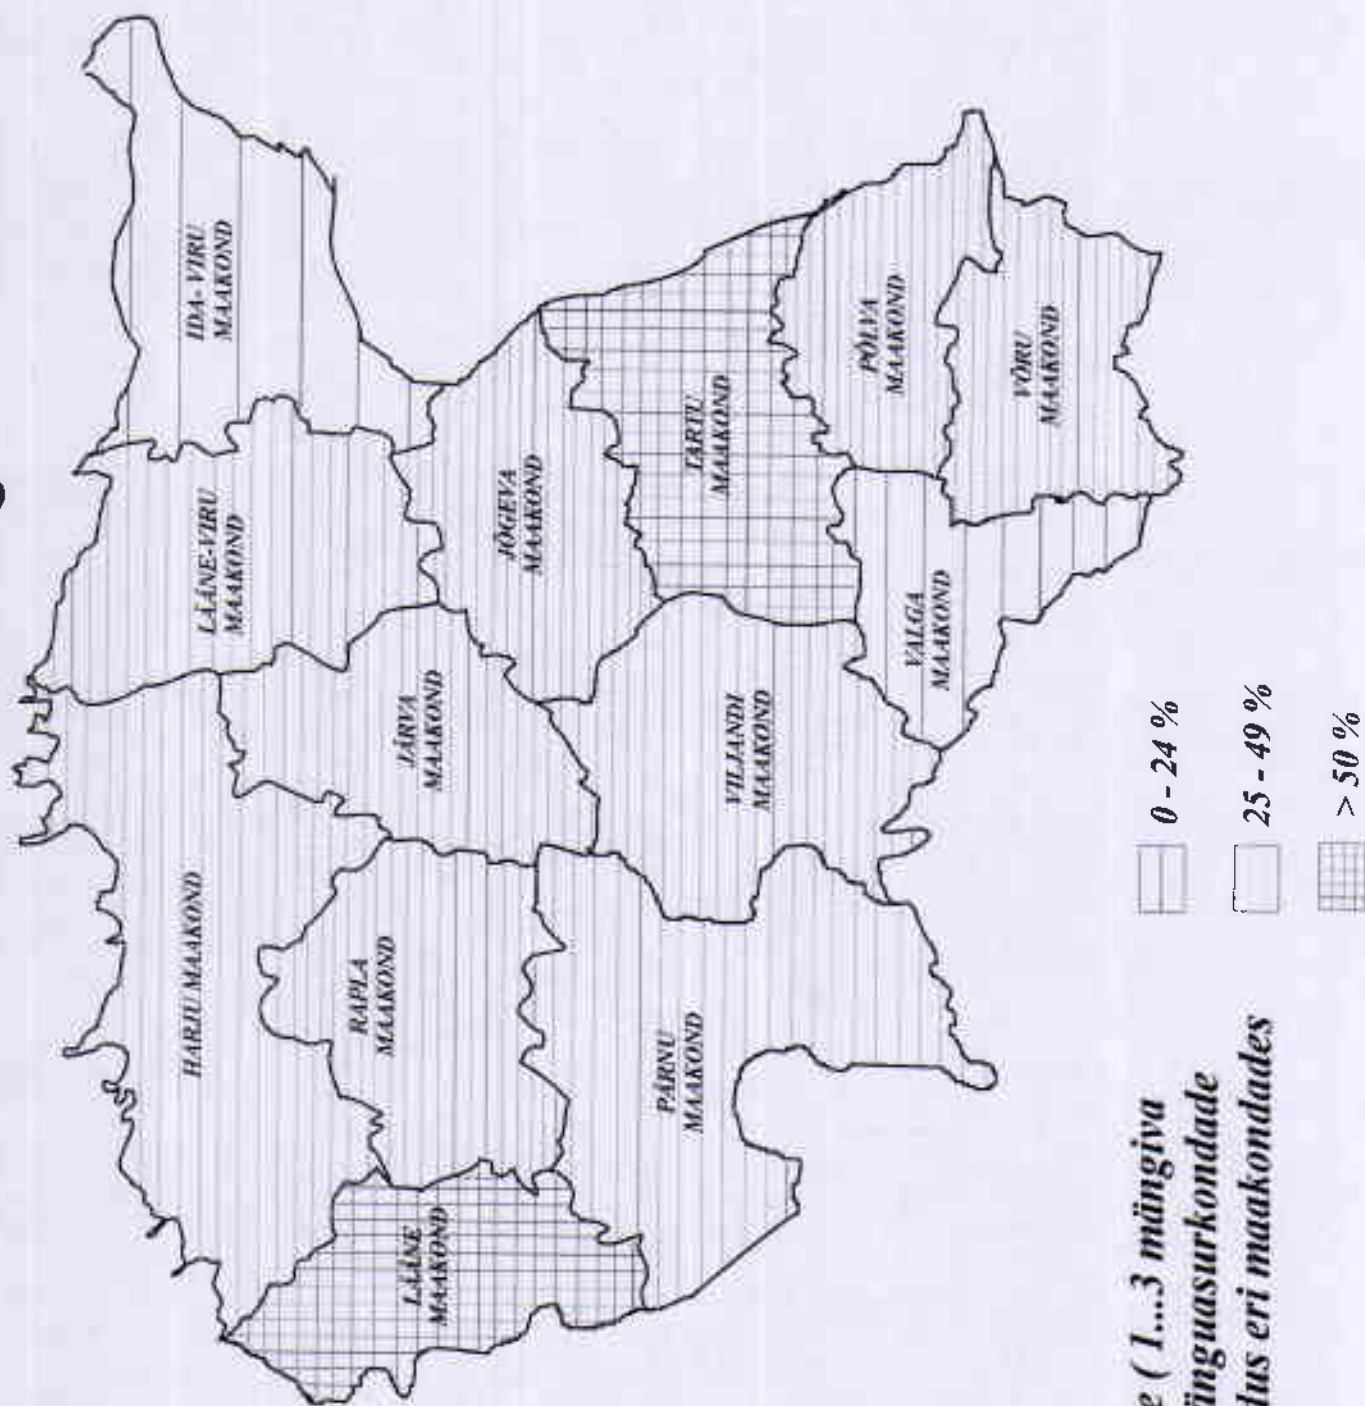 IDA-VIRU
MAAKOND
LÄÄNE-VIRU
MAAKOND
HARJU MAAKOND
JÄRVA
MAAKOND
JÕGEVA
MAAKOND
RAPLA
MAAKOND
LÄÄNE
MAAKOND
PÄRNU
MAAKOND
VILJANDI
MAAKOND
TARTU
MAAKOND
PÕLVA
MAAKOND
VALGA
MAAKOND
VÕRU
MAAKOND
0 - 24 %
25 - 49 %
> 50 %
e ( 1...3 mängiva
änguasurkondade
dus eri maakondades